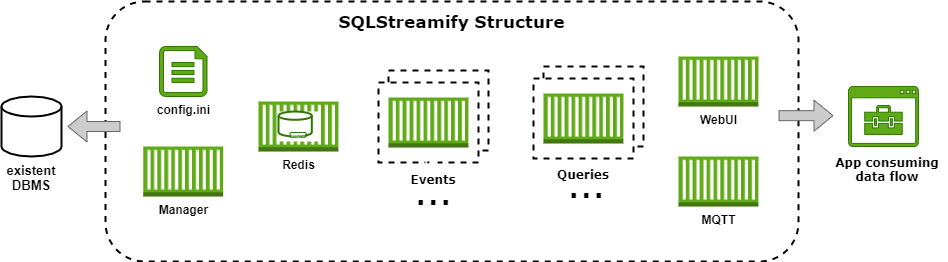 SQLStreamify Structure
config.ini
Manager
Redis
Events
...
Queries
...
WebUI
MQTT
existent
DBMS
App consuming
data flow